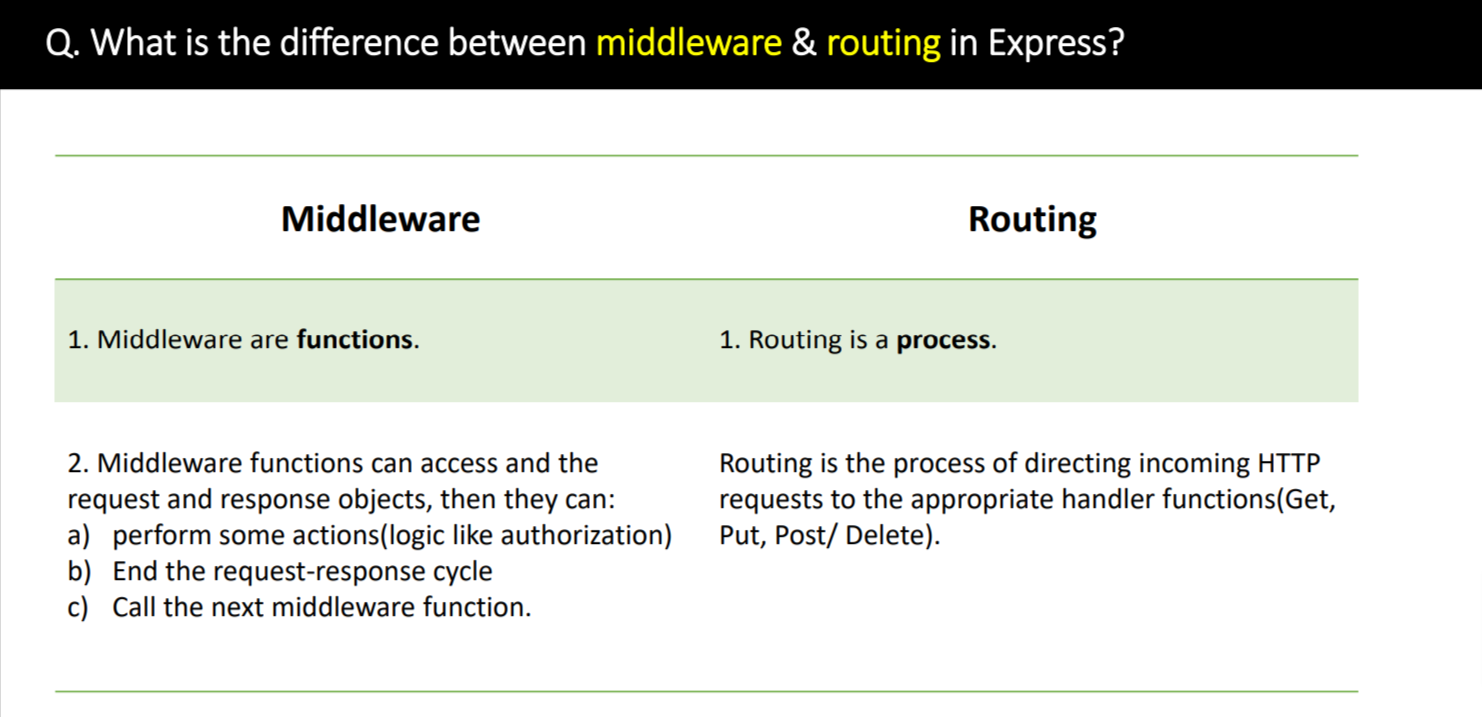 Q. What is the difference between middleware & routing in Express?
Middleware
Routing
1. Middleware are functions.
1. Routing is a process.
2. Middleware functions can access and the
request and response objects, then they can:
a) perform some actions(logic like authorization)
b) End the request-response cycle
c) Call the next middleware function.
Routing is the process of directing incoming HTTP
requests to the appropriate handler functions(Get,
Put, Post/ Delete).